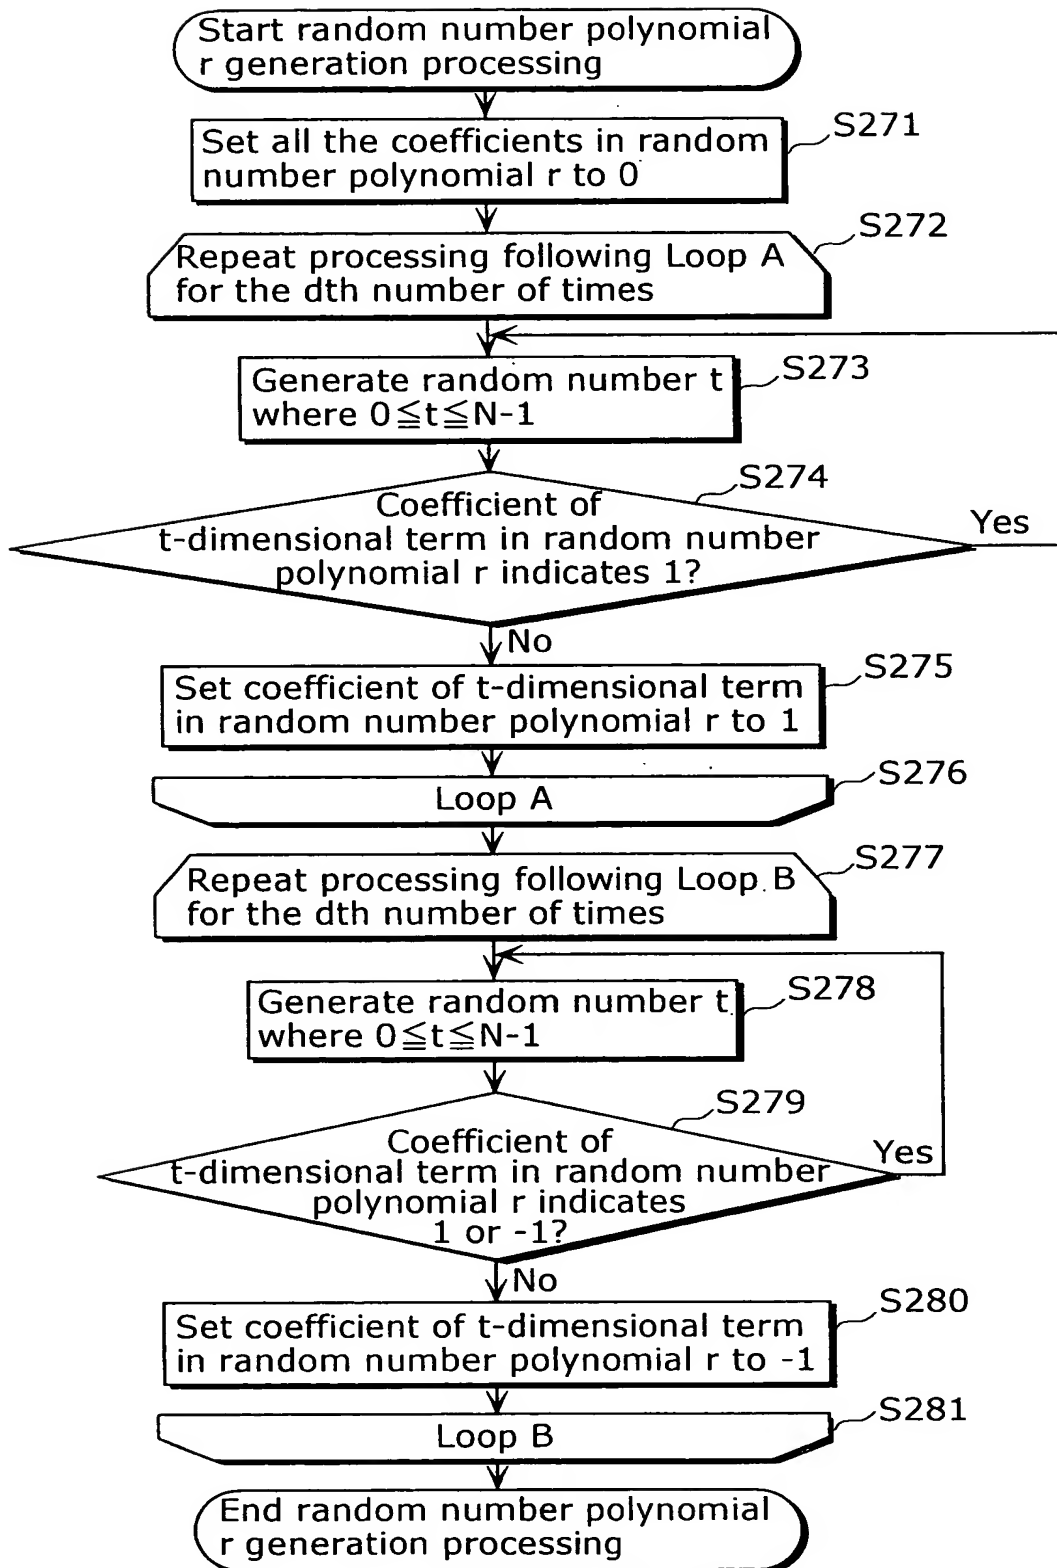 Start random number polynomial
r generation processing
S271
Set all the coefficients in random
number polynomial r to 0
S272
Repeat processing following Loop A
for the dth number of times
S273
Generate random number t
where 0≦t≦N-1
S274
Coefficient of
t-dimensional term in random number
polynomial r indicates 1?
Yes
No
S275
Set coefficient of t-dimensional term
in random number polynomial r to 1
S276
Loop A
S277
Repeat processing following Loop B
for the dth number of times
S278
Generate random number t
where 0≦t≦N-1
S279
Coefficient of
t-dimensional term in random number
polynomial r indicates
1 or -1?
Yes
No
S280
Set coefficient of t-dimensional term
in random number polynomial r to -1
S281
Loop B
End random number polynomial
r generation processing